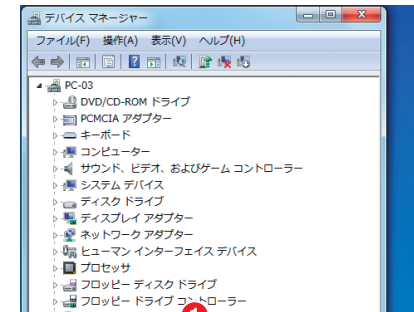 デバイス マネージャー
ファイル(F) 操作(A) 表示(V) ヘルプ(H)
PC-03
DVD/CD-ROM ドライブ
PCMCIA アダプター
キーボード
コンピューター
サウンド、ビデオ、およびゲーム コントローラー
システム デバイス
ディスク ドライブ
ディスプレイ アダプター
ネットワーク アダプター
ヒューマン インターフェイス デバイス
プロセッサ
フロッピー ディスク ドライブ
フロッピー ドライブ コントローラー